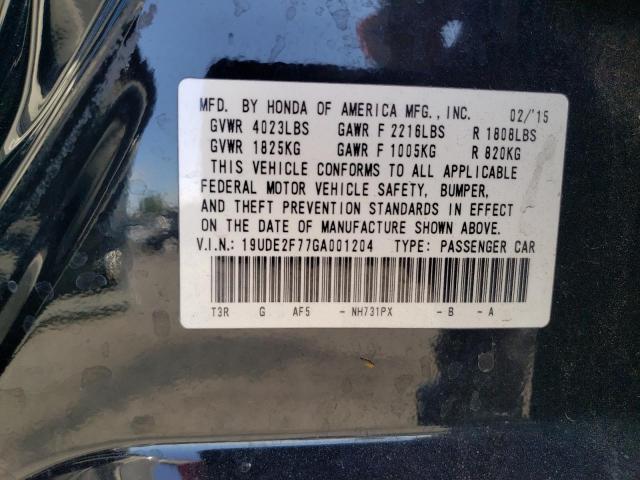 MFD. BY HONDA OF AMERICA MFG., INC. 02/'15
GVWR 4023LBS GAWR F 2216LBS R 1808LBS
GVWR 1825KG GAWR F 1005KG R 820KG
THIS VEHICLE CONFORMS TO ALL APPLICABLE
FEDERAL MOTOR VEHICLE SAFETY, BUMPER,
AND THEFT PREVENTION STANDARDS IN EFFECT
ON THE DATE OF MANUFACTURE SHOWN ABOVE.
V.I.N.: 19UDE2F77GA001204 TYPE: PASSENGER CAR
T3R G AF5 - NH731PX - B - A